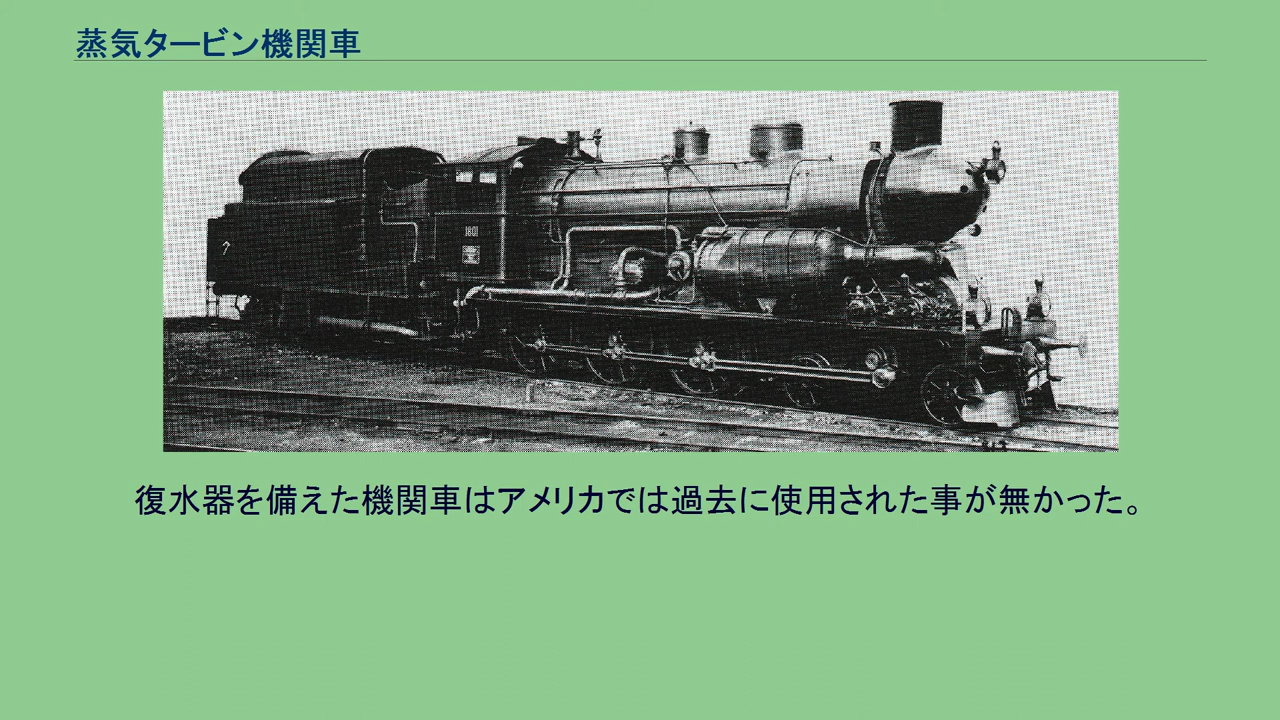 蒸気タービン機関車
1801
復水器を備えた機関車はアメリカでは過去に使用された事が無かった。